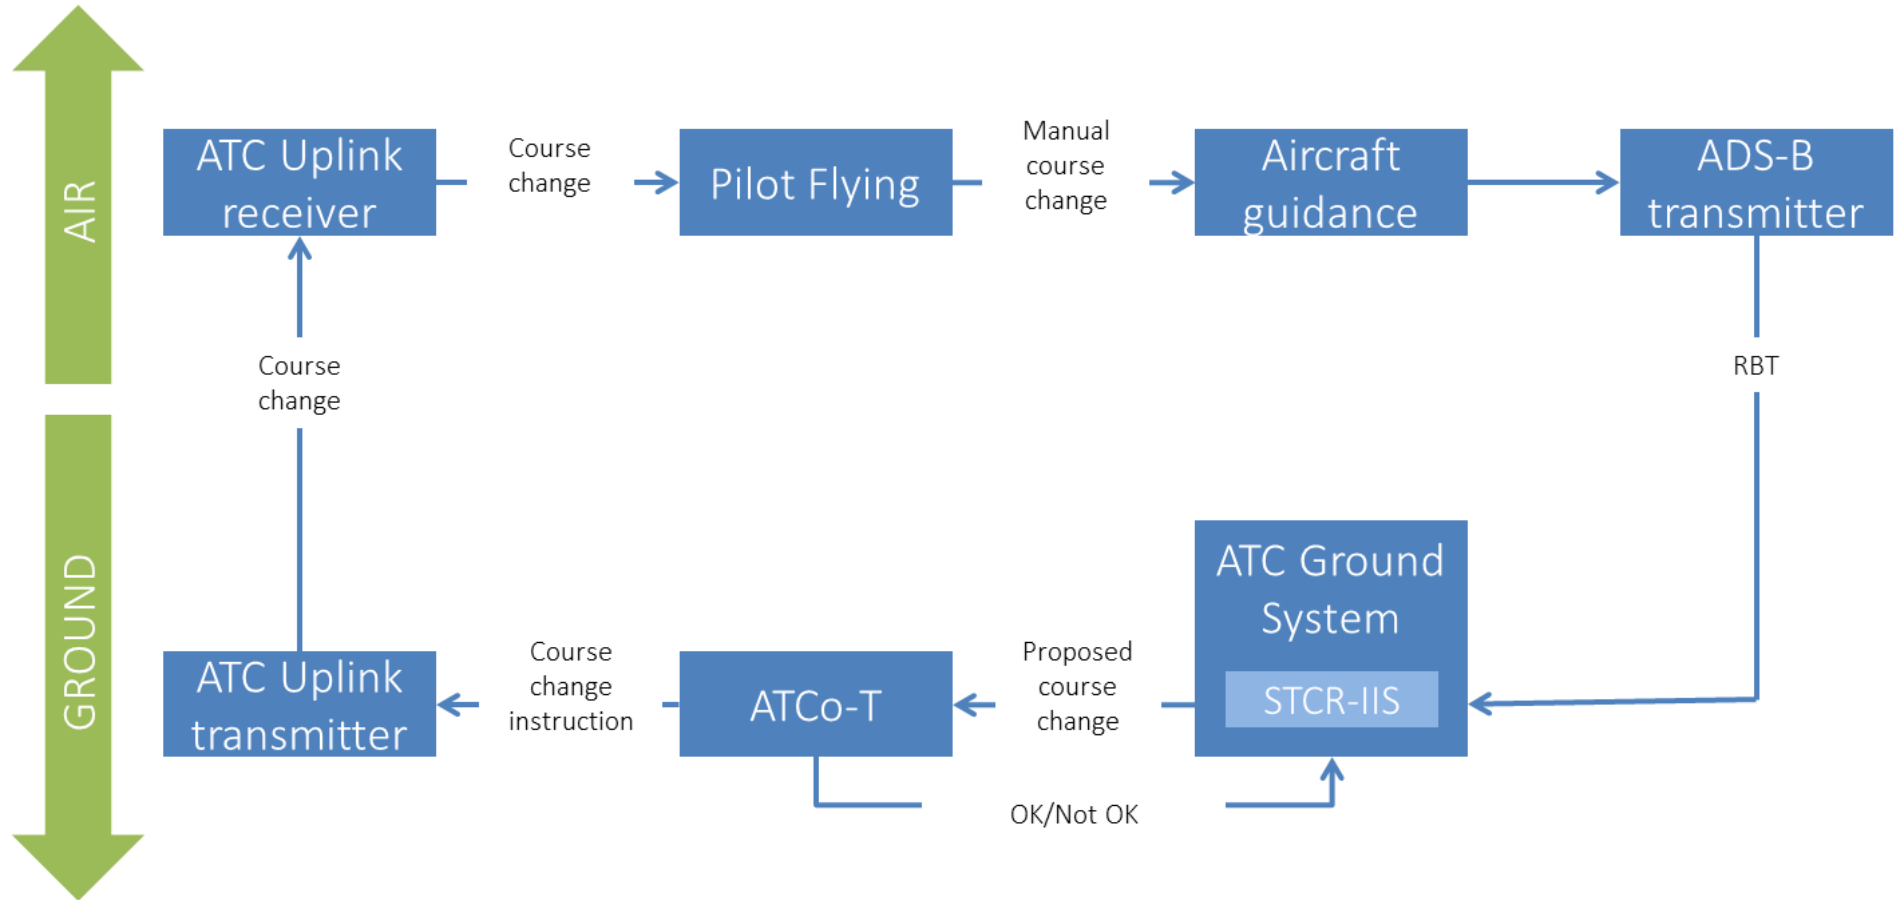 AIR
ATC Uplink
receiver
Course
change
Pilot Flying
Manual
course
change
Aircraft
guidance
ADS-B
transmitter
Course
change
RBT
GROUND
ATC Uplink
transmitter
Course
change
instruction
ATCo-T
Proposed
course
change
ATC Ground
System
STCR-IIS
OK/Not OK